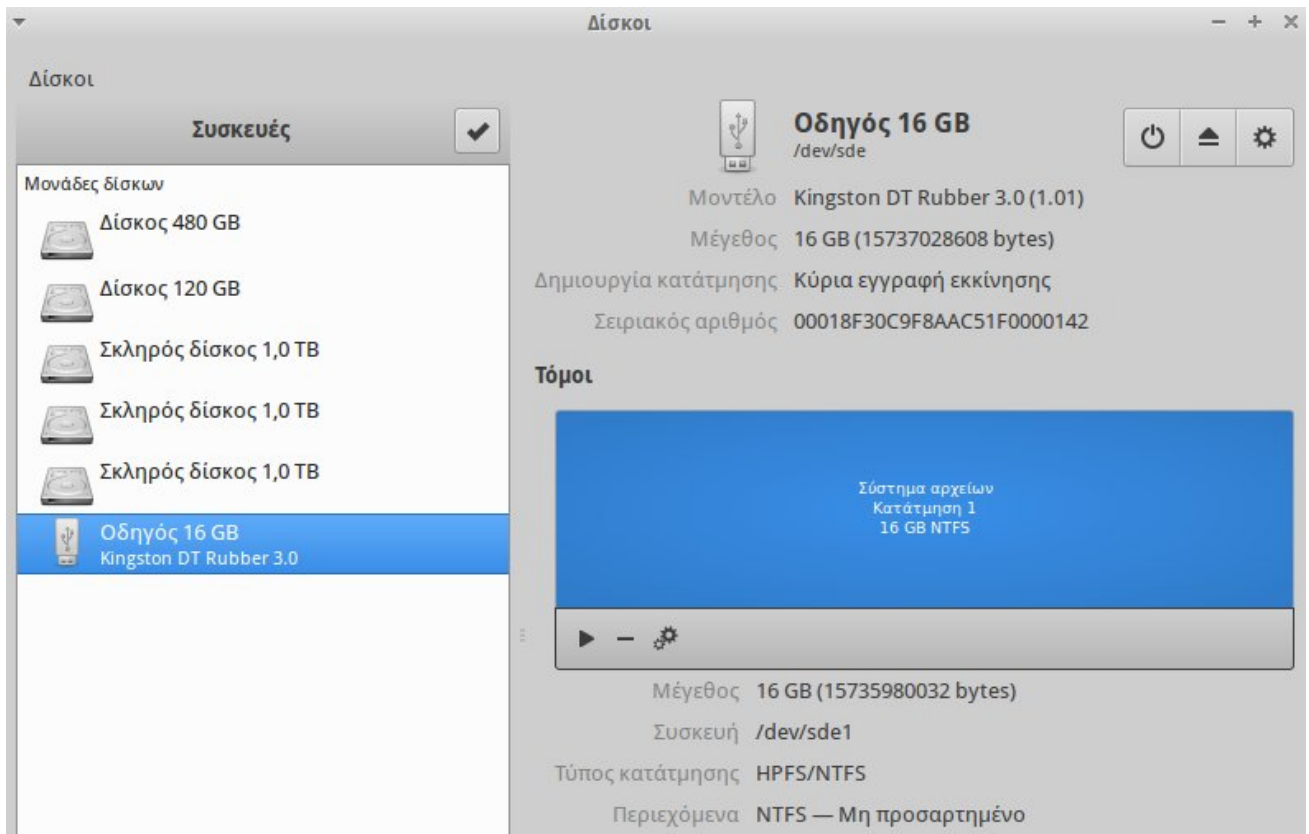 Δίσκοι
Δίσκοι
Συσκευές
Μονάδες δίσκων
Δίσκος 480 GB
Δίσκος 120 GB
Σκληρός δίσκος 1,0 TB
Σκληρός δίσκος 1,0 TB
Σκληρός δίσκος 1,0 TB
Οδηγός 16 GB
Kingston DT Rubber 3.0
Οδηγός 16 GB
/dev/sde
Μοντέλο Kingston DT Rubber 3.0 (1.01)
Μέγεθος 16 GB (15737028608 bytes)
Δημιουργία κατάτμησης Κύρια εγγραφή εκκίνησης
Σειριακός αριθμός 00018F30C9F8AAC51F0000142
Τόμοι
Σύστημα αρχείων
Κατάτμηση 1
16 GB NTFS
Μέγεθος 16 GB (15735980032 bytes)
Συσκευή /dev/sde1
Τύπος κατάτμησης HPFS/NTFS
Περιεχόμενα NTFS — Μη προσαρτημένο